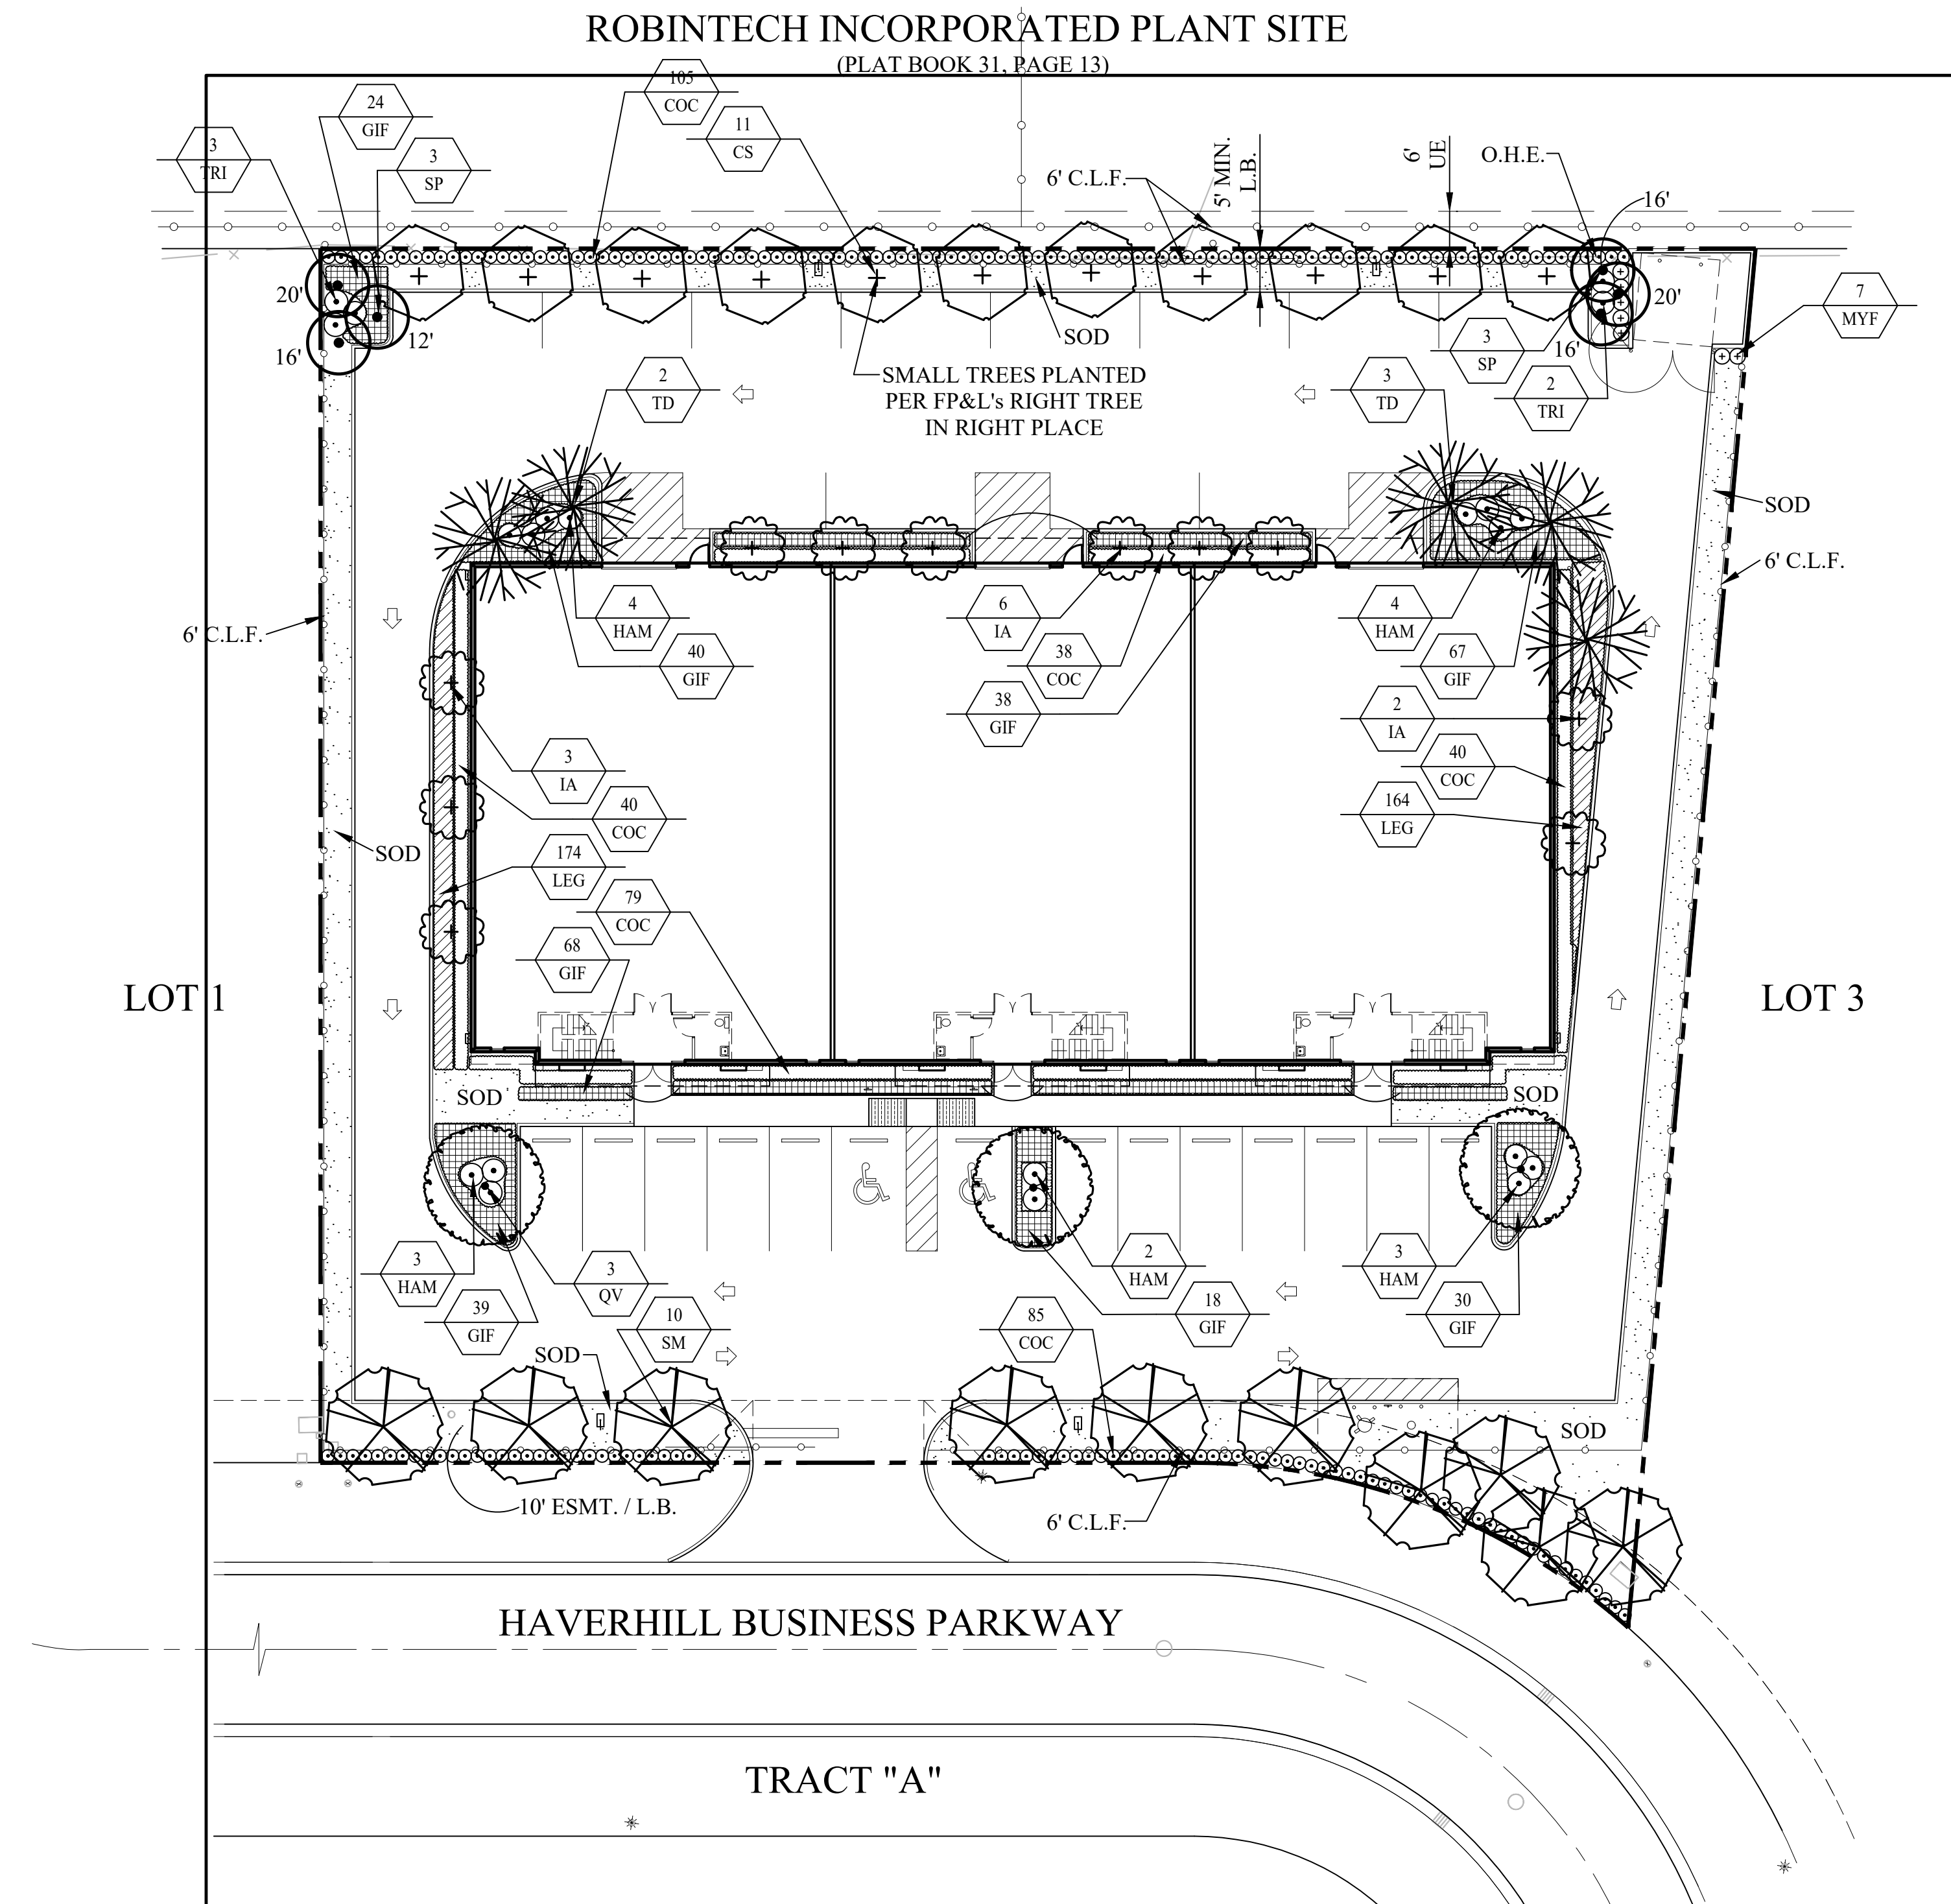 ROBINTECH INCORPORATED PLANT SITE
(PLAT BOOK 31, PAGE 13)
105
COC
24
GIF
11
CS
3
TRI
3
SP
6' C.L.F.
5' MIN.
L.B.
6'
UE
O.H.E.
16'
20'
12'
16'
20'
16'
SOD
7
MYF
3
SP
2
TRI
2
TD
SMALL TREES PLANTED
PER FP&L's RIGHT TREE
IN RIGHT PLACE
3
TD
SOD
6' C.L.F.
6' C.L.F.
4
HAM
40
GIF
6
IA
38
COC
38
GIF
4
HAM
67
GIF
2
IA
40
COC
164
LEG
3
IA
40
COC
SOD
174
LEG
79
COC
68
GIF
LOT 1
LOT 3
SOD
SOD
3
HAM
39
GIF
3
QV
10
SM
2
HAM
18
GIF
3
HAM
30
GIF
85
COC
SOD
SOD
10' ESMT. / L.B.
6' C.L.F.
HAVERHILL BUSINESS PARKWAY
TRACT "A"